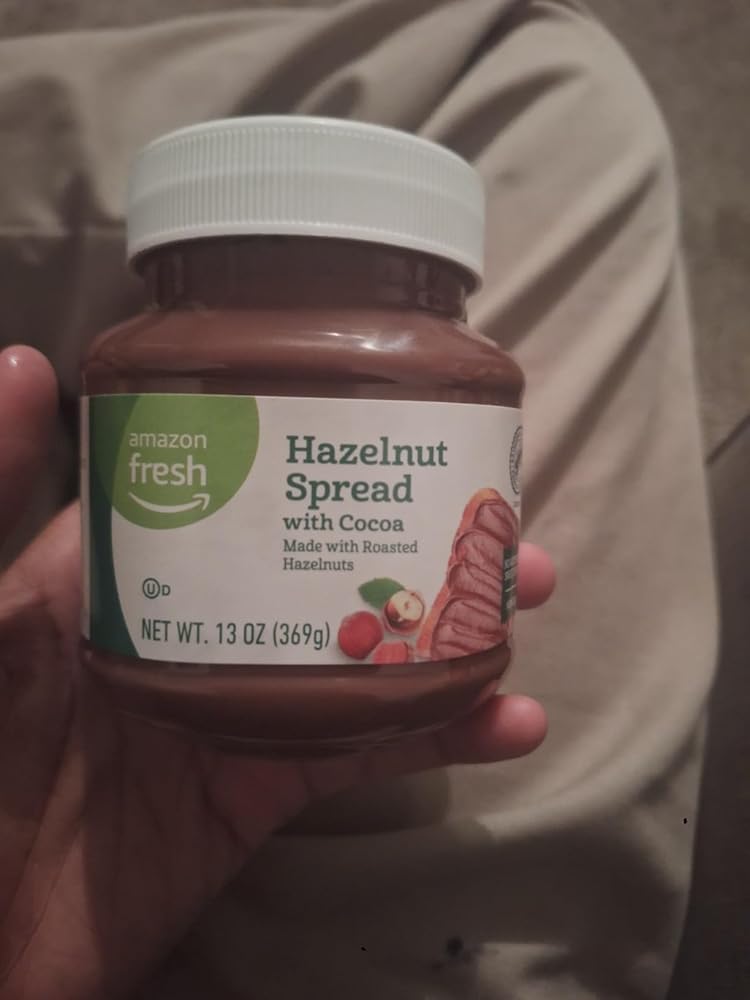 amazon
fresh
Hazelnut
Spread
with Cocoa
Made with Roasted
Hazelnuts
U D
NET WT. 13 OZ (369g)